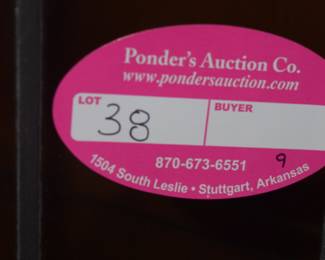 Ponder's Auction Co.
www.pondersauction.com
LOT
BUYER
38
870-673-6551
9
1504 South Leslie • Stuttgart, Arkansas